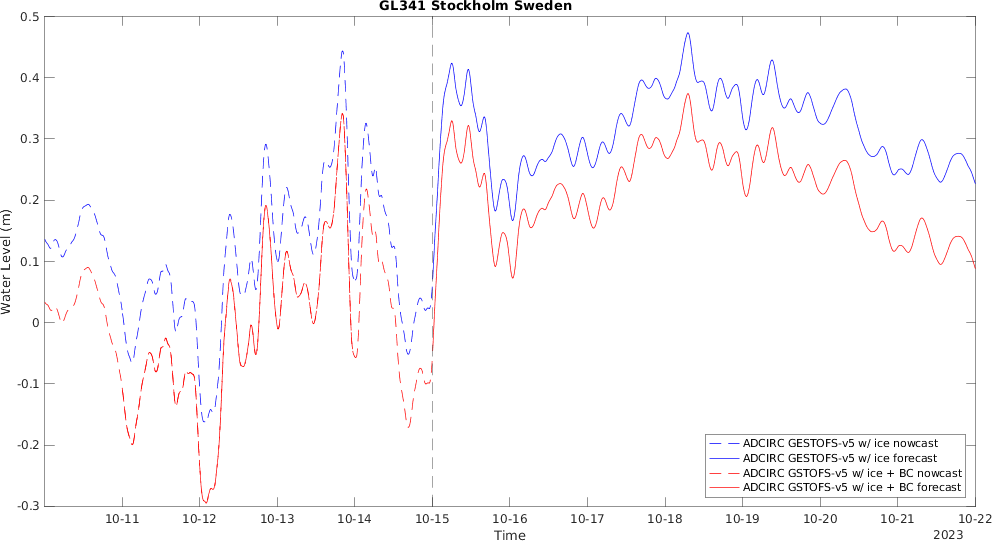 GL341 Stockholm Sweden
0.5
0.4
0.3
0.2
0.1
0
-0.1
-0.2
-0.3
Water Level (m)
ADCIRC GESTOFS-v5 w/ ice nowcast
ADCIRC GESTOFS-v5 w/ ice forecast
ADCIRC GSTOFS-v5 w/ ice + BC nowcast
ADCIRC GSTOFS-v5 w/ ice + BC forecast
10-11 10-12 10-13 10-14 10-15 10-16 10-17 10-18 10-19 10-20 10-21 10-22
Time
2023